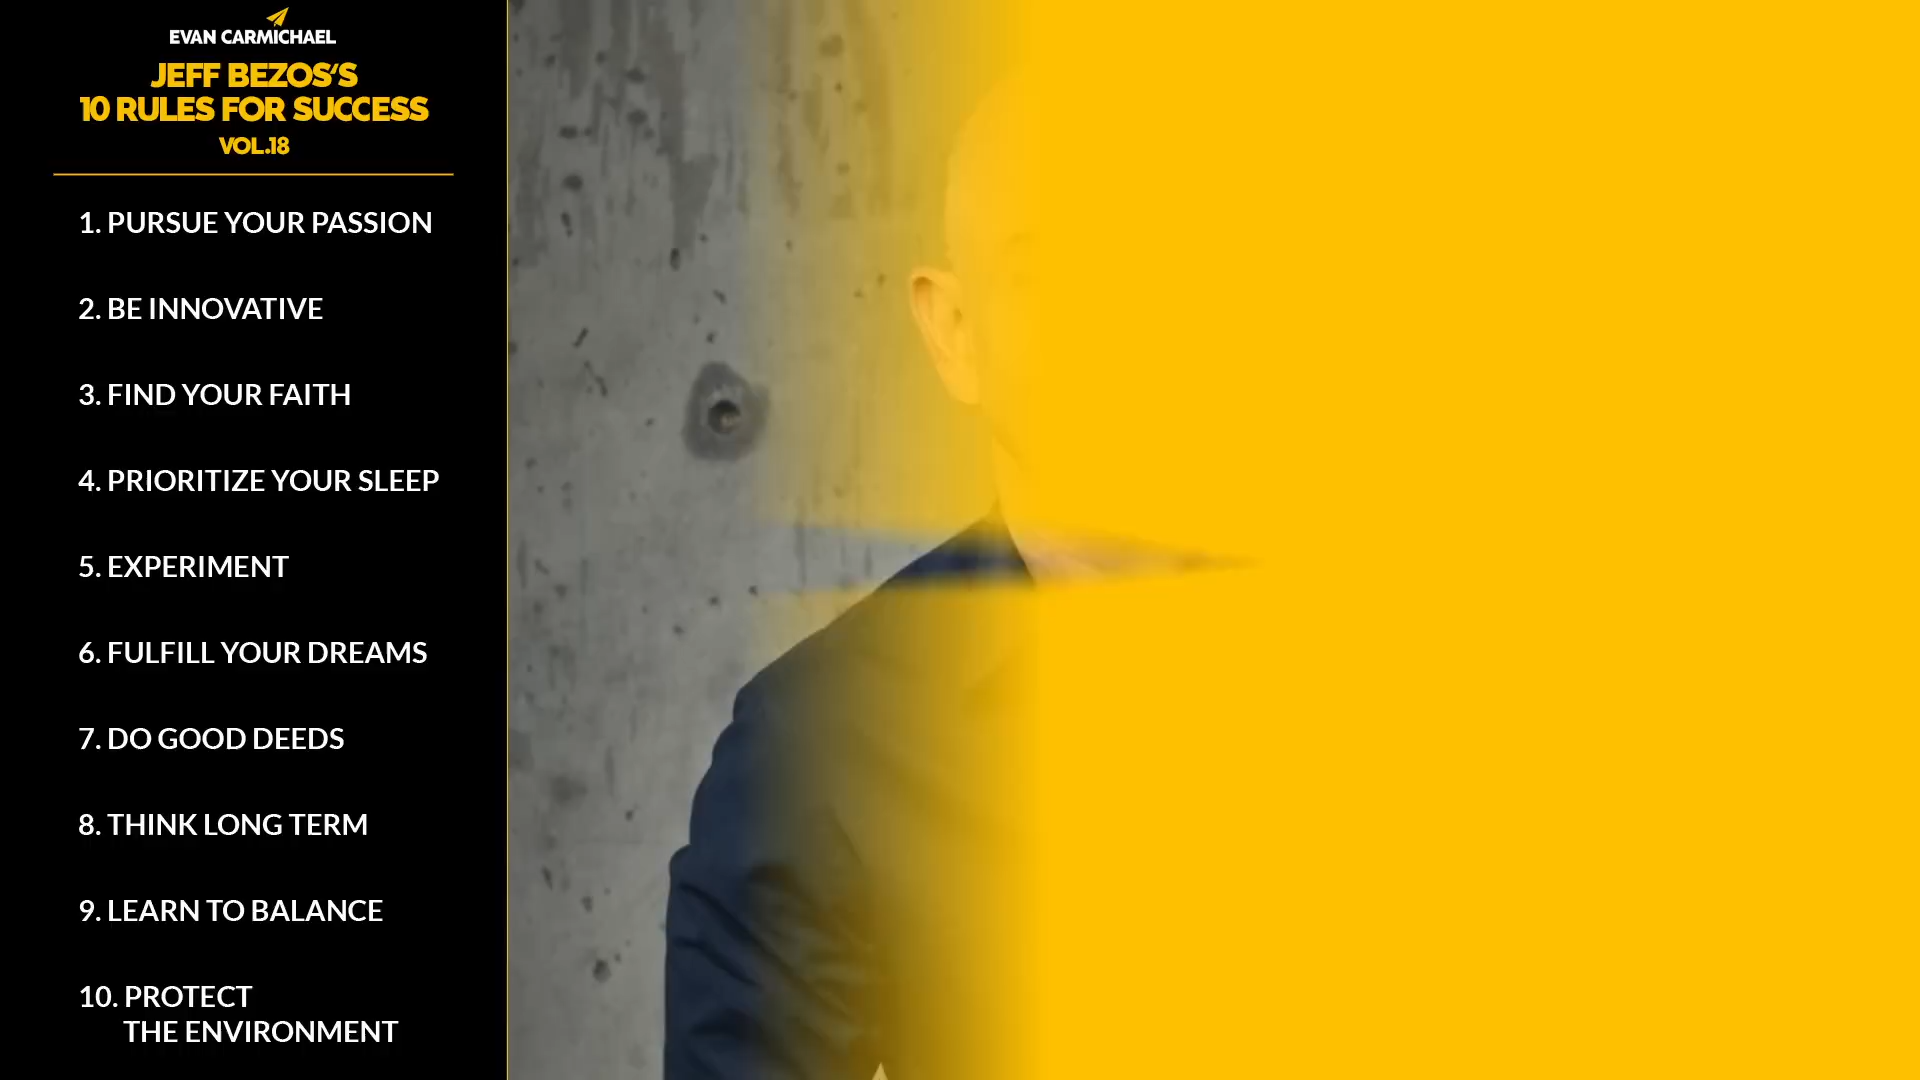 EVAN CARMICHAEL
JEFF BEZOS'S
10 RULES FOR SUCCESS
VOL.18
1. PURSUE YOUR PASSION
2. BE INNOVATIVE
3. FIND YOUR FAITH
4. PRIORITIZE YOUR SLEEP
5. EXPERIMENT
6. FULFILL YOUR DREAMS
7. DO GOOD DEEDS
8. THINK LONG TERM
9. LEARN TO BALANCE
10. PROTECT
THE ENVIRONMENT